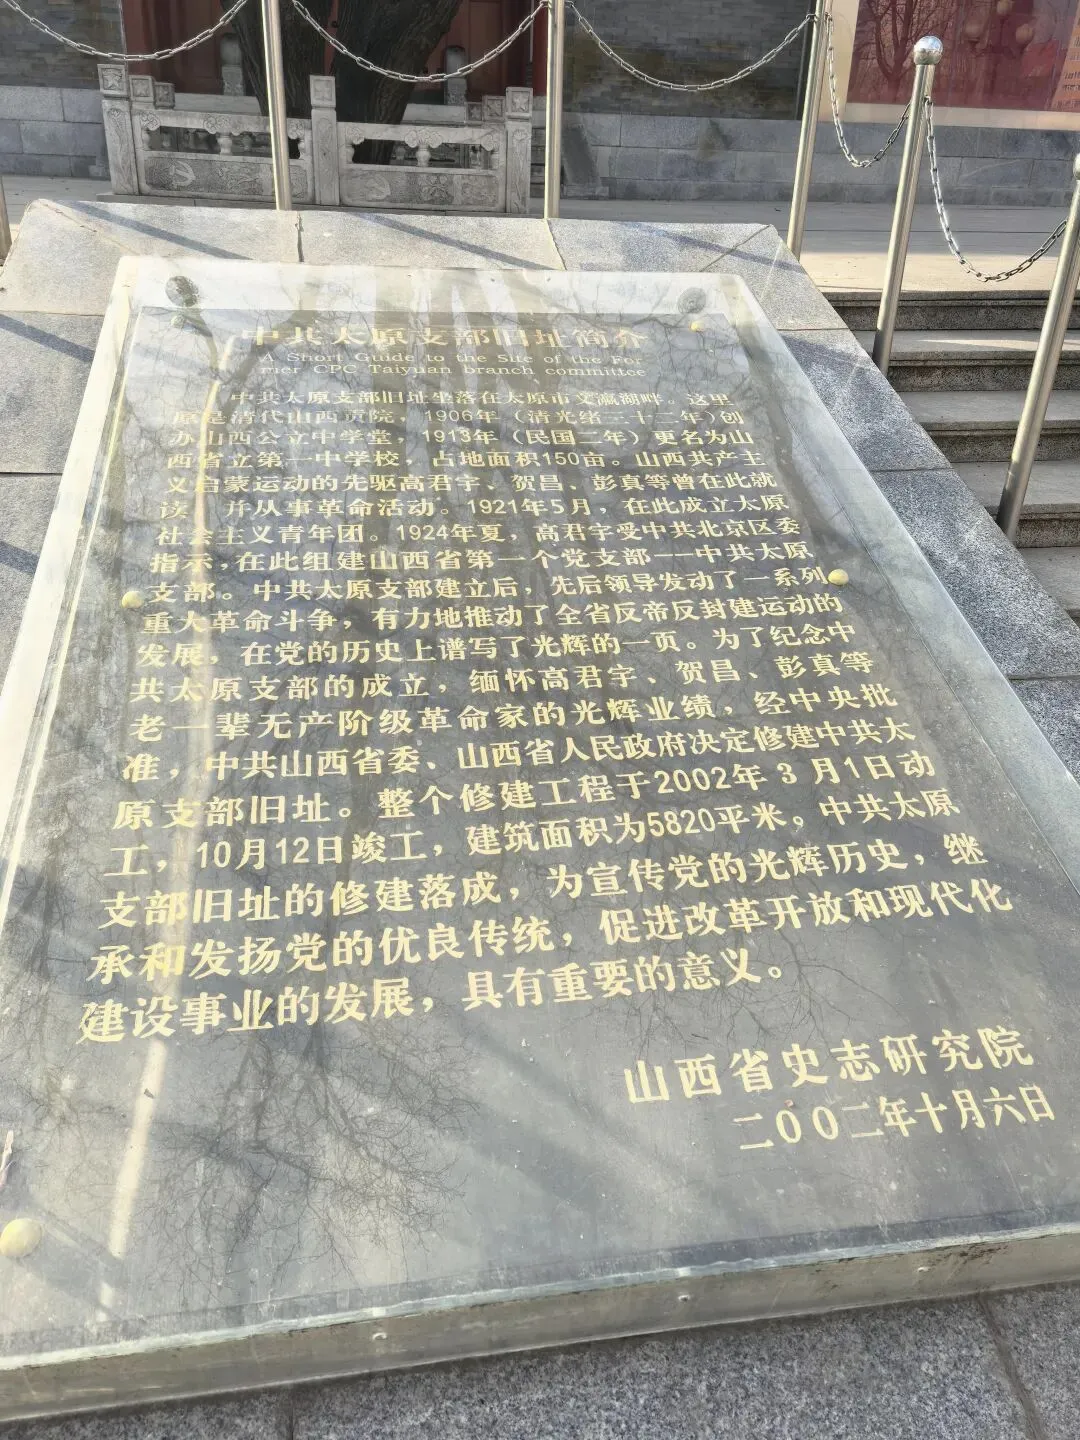 中共太原支部旧址简介
A Short Guide to the Site of the For
mer CPC Taiyuan branch committee
中共太原支部旧址坐落在太原市文瀛湖畔。这里
原是清代山西贡院，1906年（清光绪三十二年）创
办山西公立中学堂，1913年（民国二年）更名为山
西省立第一中学校，占地面积150亩。山西共产主
义启蒙运动的先驱高君宇、贺昌、彭真等曾在此就
读，并从事革命活动。1921年5月，在此成立太原
社会主义青年团。1924年夏，高君宇受中共北京区委
指示，在此组建山西省第一个党支部——中共太原
支部。中共太原支部建立后，先后领导发动了一系列
重大革命斗争，有力地推动了全省反帝反封建运动的
发展，在党的历史上谱写了光辉的一页。为了纪念中
共太原支部的成立，缅怀高君宇、贺昌、彭真等
老一辈无产阶级革命家的光辉业绩，经中央批
准，中共山西省委、山西省人民政府决定修建中共太
原支部旧址。整个修建工程于2002年3月1日动
工，10月12日竣工，建筑面积为5820平米。中共太原
支部旧址的修建落成，为宣传党的光辉历史，继
承和发扬党的优良传统，促进改革开放和现代化
建设事业的发展，具有重要的意义。
山西省史志研究院
二00二年十月六日